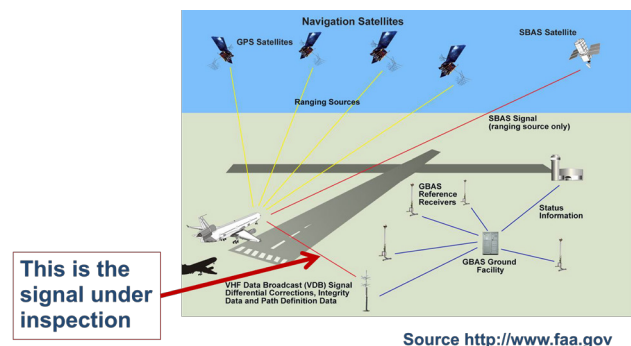 Navigation Satellites
GPS Satellites
SBAS Satellite
Ranging Sources
SBAS Signal
(ranging source only)
GBAS
Reference
Receivers
Status
Information
GBAS Ground
Facility
VHF Data Broadcast (VDB) Signal
Differential Corrections, Integrity
Data and Path Definition Data
This is the
signal under
inspection
Source http://www.faa.gov